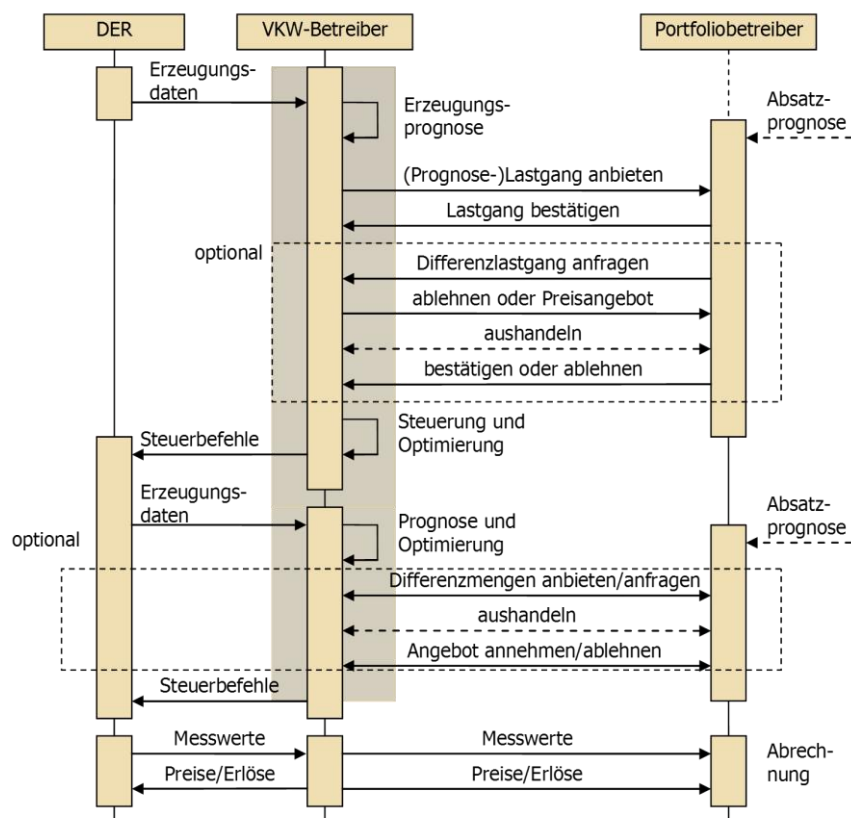 DER
VKW-Betreiber
Portfoliobetreiber
Erzeugungs-
daten
Erzeugungs-
prognose
Absatz-
prognose
(Prognose-)Lastgang anbieten
Lastgang bestätigen
optional
Differenzlastgang anfragen
ablehnen oder Preisangebot
aushandeln
bestätigen oder ablehnen
Steuerung und
Optimierung
Steuerbefehle
Erzeugungs-
daten
Prognose und
Optimierung
Absatz-
prognose
optional
Differenzmengen anbieten/anfragen
aushandeln
Angebot annehmen/ablehnen
Steuerbefehle
Messwerte
Messwerte
Abrech-
nung
Preise/Erlöse
Preise/Erlöse